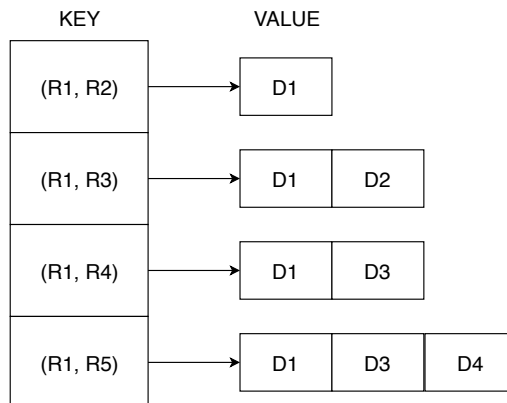 KEY VALUE
(R1, R2) D1
(R1, R3) D1 D2
(R1, R4) D1 D3
(R1, R5) D1 D3 D4